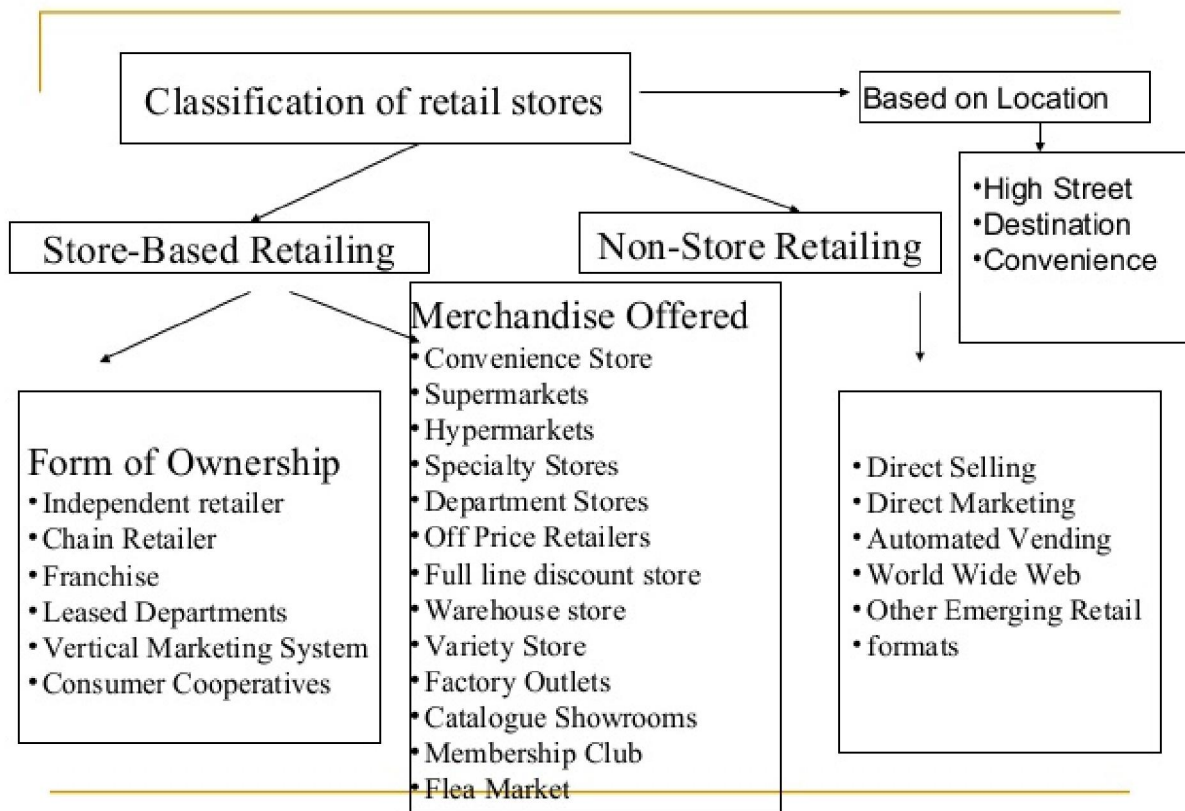 Classification of retail stores
Based on Location
•High Street
•Destination
•Convenience
Store-Based Retailing
Non-Store Retailing
Form of Ownership
•Independent retailer
•Chain Retailer
•Franchise
•Leased Departments
•Vertical Marketing System
•Consumer Cooperatives
Merchandise Offered
•Convenience Store
•Supermarkets
•Hypermarkets
•Specialty Stores
•Department Stores
•Off Price Retailers
•Full line discount store
•Warehouse store
•Variety Store
•Factory Outlets
•Catalogue Showrooms
•Membership Club
•Flea Market
•Direct Selling
•Direct Marketing
•Automated Vending
•World Wide Web
•Other Emerging Retail
•formats